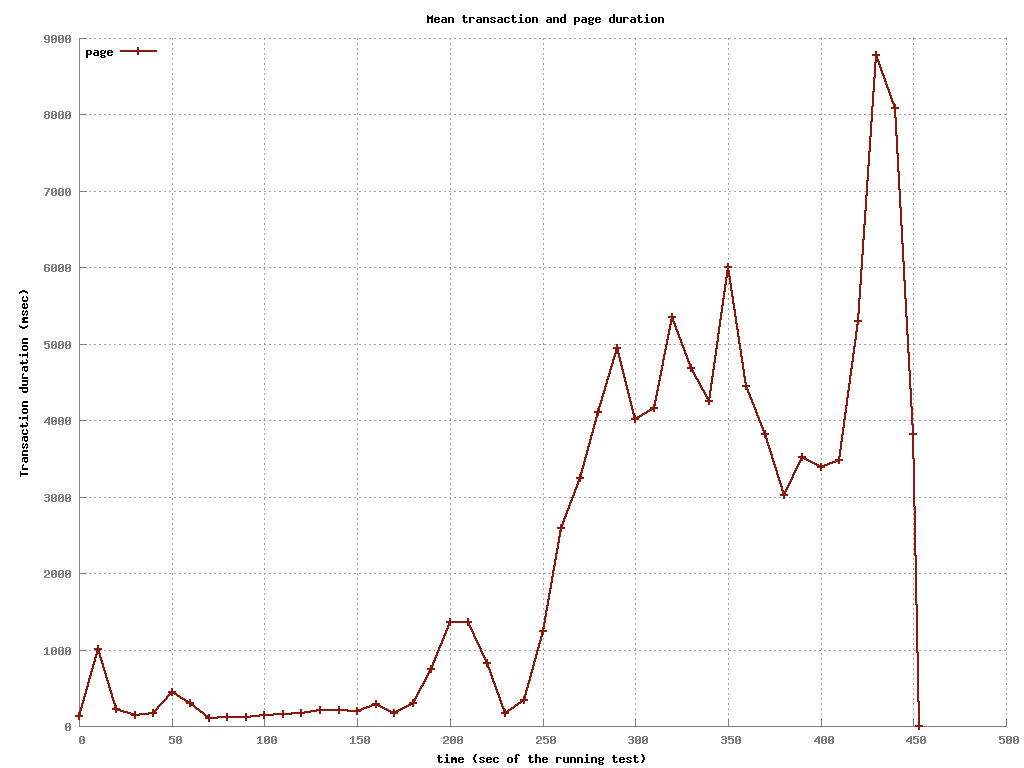 Mean transaction and page duration
page
9000
8000
7000
6000
5000
4000
3000
2000
1000
0
Transaction duration (msec)
0 50 100 150 200 250 300 350 400 450 500
time (sec of the running test)